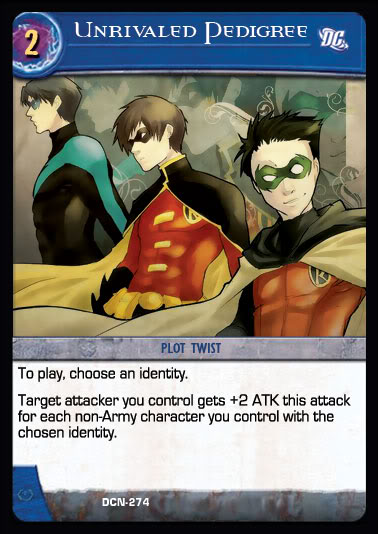 2 UNRIVALED PEDIGREE DC
PLOT TWIST
To play, choose an identity.
Target attacker you control gets +2 ATK this attack
for each non-Army character you control with the
chosen identity.
DCN-274